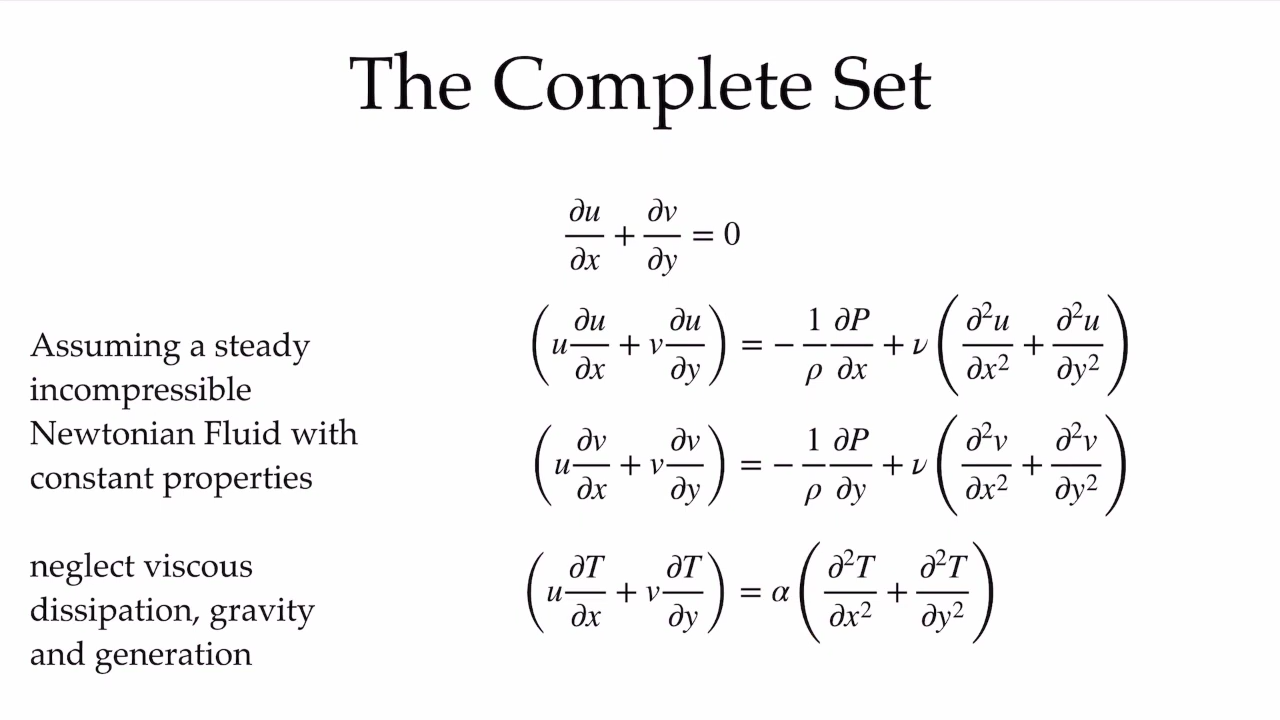 The Complete Set
∂u/∂x + ∂v/∂y = 0
Assuming a steady
incompressible
Newtonian Fluid with
constant properties
(u ∂u/∂x + v ∂u/∂y) = − 1/ρ ∂P/∂x + ν (∂²u/∂x² + ∂²u/∂y²)
(u ∂v/∂x + v ∂v/∂y) = − 1/ρ ∂P/∂y + ν (∂²v/∂x² + ∂²v/∂y²)
neglect viscous
dissipation, gravity
and generation
(u ∂T/∂x + v ∂T/∂y) = α (∂²T/∂x² + ∂²T/∂y²)